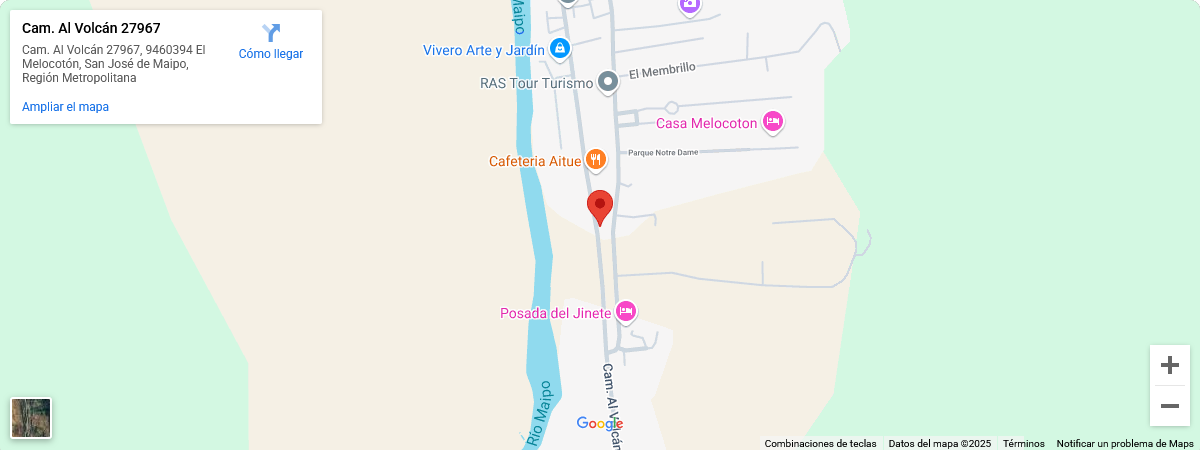 Cam. Al Volcán 27967
Cam. Al Volcán 27967, 9460394 El
Melocotón, San José de Maipo,
Región Metropolitana
Cómo llegar
Ampliar el mapa
Maipo
Vivero Arte y Jardín
El Membrillo
RAS Tour Turismo
Casa Melocoton
Parque Notre Dame
Cafeteria Aitue
Posada del Jinete
Río Maipo
Cam. Al Volcán
Google
Combinaciones de teclas
Datos del mapa ©2025
Términos
Notificar un problema de Maps